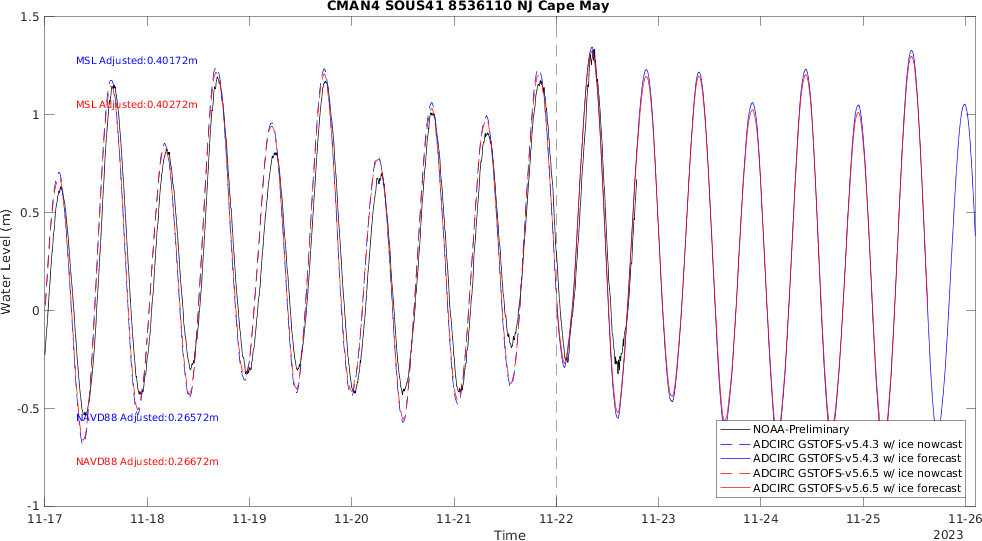 CMAN4 SOUS41 8536110 NJ Cape May
1.5
MSL Adjusted:0.40172m
MSL Adjusted:0.40272m
1
0.5
Water Level (m)
0
-0.5
NAVD88 Adjusted:0.26572m
NAVD88 Adjusted:0.26672m
NOAA-Preliminary
ADCIRC GSTOFS-v5.4.3 w/ ice nowcast
ADCIRC GSTOFS-v5.4.3 w/ ice forecast
ADCIRC GSTOFS-v5.6.5 w/ ice nowcast
ADCIRC GSTOFS-v5.6.5 w/ ice forecast
-1
11-17 11-18 11-19 11-20 11-21 11-22 11-23 11-24 11-25 11-26
Time
2023